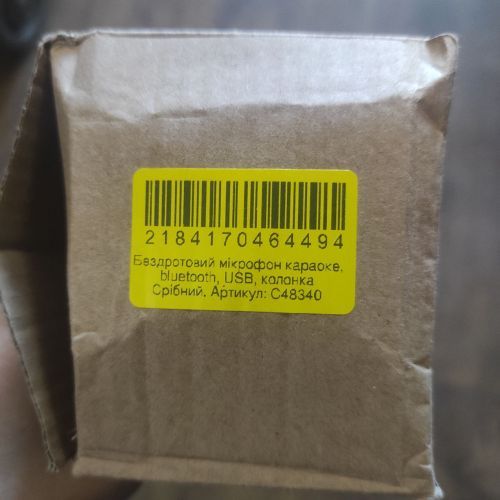 2184170464494
Бездротовий мікрофон караоке,
bluetooth, USB, колонка
Срібний, Артикул: C48340